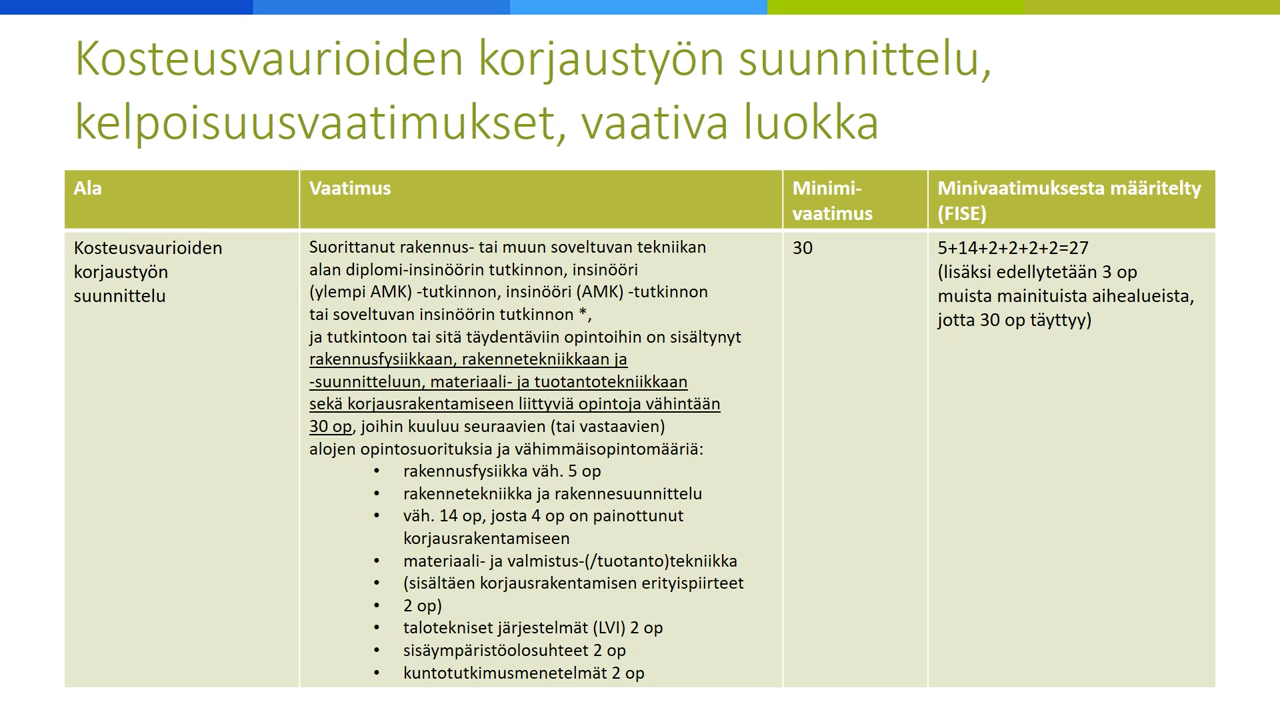 Kosteusvaurioiden korjaustyön suunnittelu,
kelpoisuusvaatimukset, vaativa luokka
Ala
Vaatimus
Minimi-
vaatimus
Minivaatimuksesta määritelty
(FISE)
Kosteusvaurioiden
korjaustyön
suunnittelu
Suorittanut rakennus- tai muun soveltuvan tekniikan
alan diplomi-insinöörin tutkinnon, insinööri
(ylempi AMK) -tutkinnon, insinööri (AMK) -tutkinnon
tai soveltuvan insinöörin tutkinnon *,
ja tutkintoon tai sitä täydentäviin opintoihin on sisältynyt
rakennusfysiikkaan, rakennetekniikkaan ja
-suunnitteluun, materiaali- ja tuotantotekniikkaan
sekä korjausrakentamiseen liittyviä opintoja vähintään
30 op, joihin kuuluu seuraavien (tai vastaavien)
alojen opintosuorituksia ja vähimmäisopintomääriä:
• rakennusfysiikka väh. 5 op
• rakennetekniikka ja rakennesuunnittelu
• väh. 14 op, josta 4 op on painottunut
korjausrakentamiseen
• materiaali- ja valmistus-(/tuotanto)tekniikka
• (sisältäen korjausrakentamisen erityispiirteet
• 2 op)
• talotekniset järjestelmät (LVI) 2 op
• sisäympäristöolosuhteet 2 op
• kuntotutkimusmenetelmät 2 op
30
5+14+2+2+2+2=27
(lisäksi edellytetään 3 op
muista mainituista aihealueista,
jotta 30 op täyttyy)